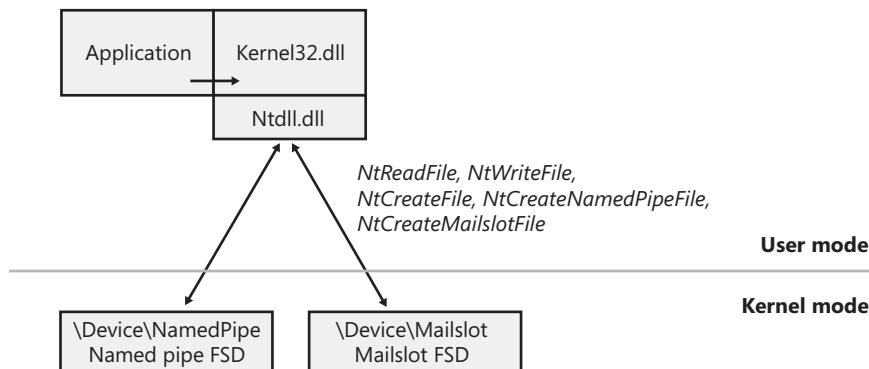 Application
Kernel32.dll
Ntdll.dll
NtReadFile, NtWriteFile,
NtCreateFile, NtCreateNamedPipeFile,
NtCreateMailslotFile
User mode
Kernel mode
\Device\NamedPipe
Named pipe FSD
\Device\Mailslot
Mailslot FSD